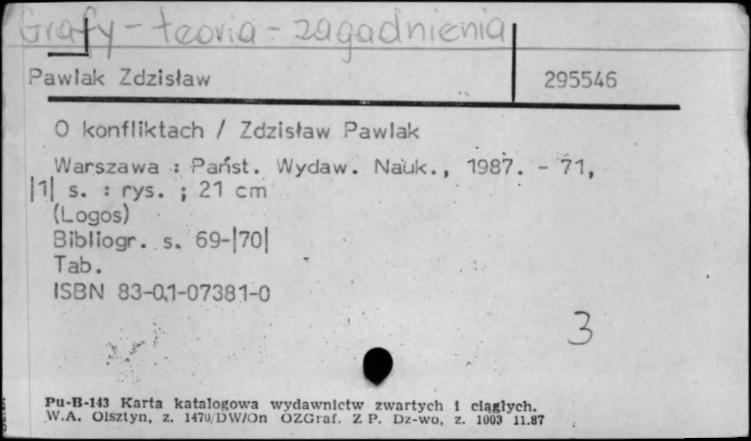 Grafy - teoria - zagadnienia
Pawlak Zdzisław
295546
O konfliktach / Zdzisław Pawlak
Warszawa : Państ. Wydaw. Nauk., 1987. - 71,
|1| s. : rys. ; 21 cm
(Logos)
Bibliogr. s. 69-|70|
Tab.
ISBN 83-01-07381-0
3
Pu-B-143 Karta katalogowa wydawnictw zwartych i ciągłych.
W.A. Olsztyn, z. 1470/DW/On OZGraf. Z P. Dz-wo, z. 1003 11.87